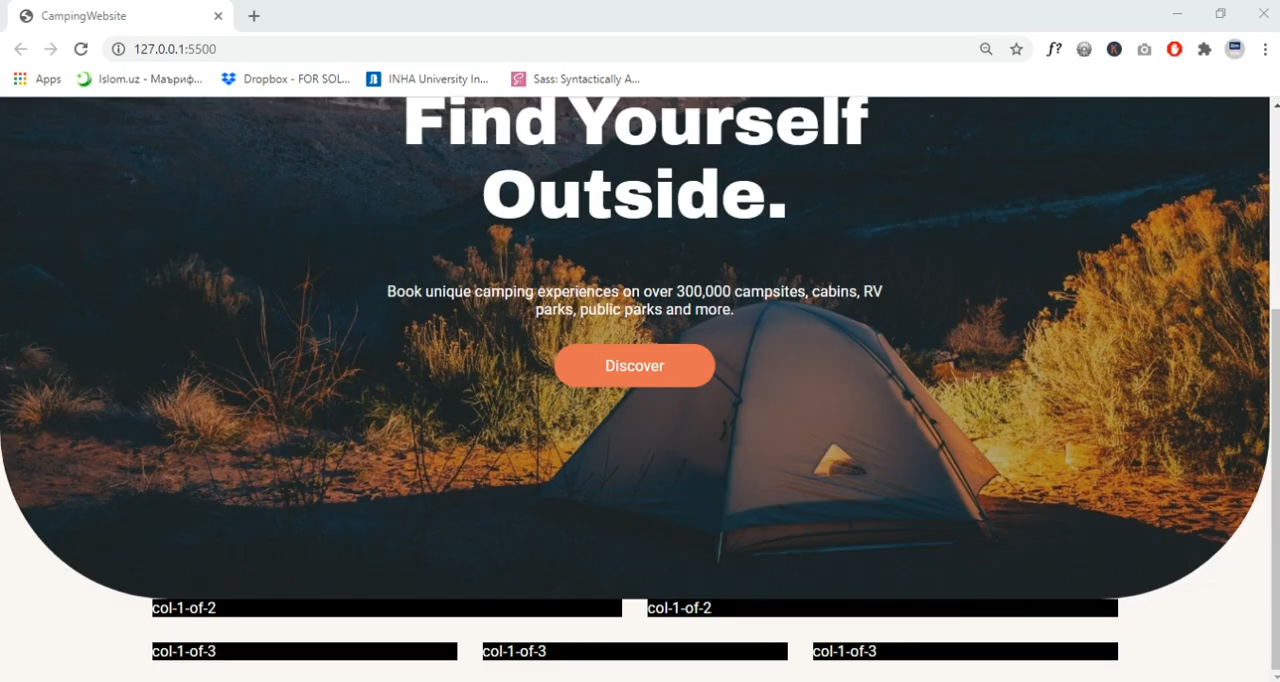 CampingWebsite
127.0.0.1:5500
Apps
Islom.uz - Маъриф...
Dropbox - FOR SOL...
INHA University In...
Sass: Syntactically A...
Find Yourself
Outside.
Book unique camping experiences on over 300,000 campsites, cabins, RV
parks, public parks and more.
Discover
col-1-of-2 col-1-of-2
col-1-of-3 col-1-of-3 col-1-of-3